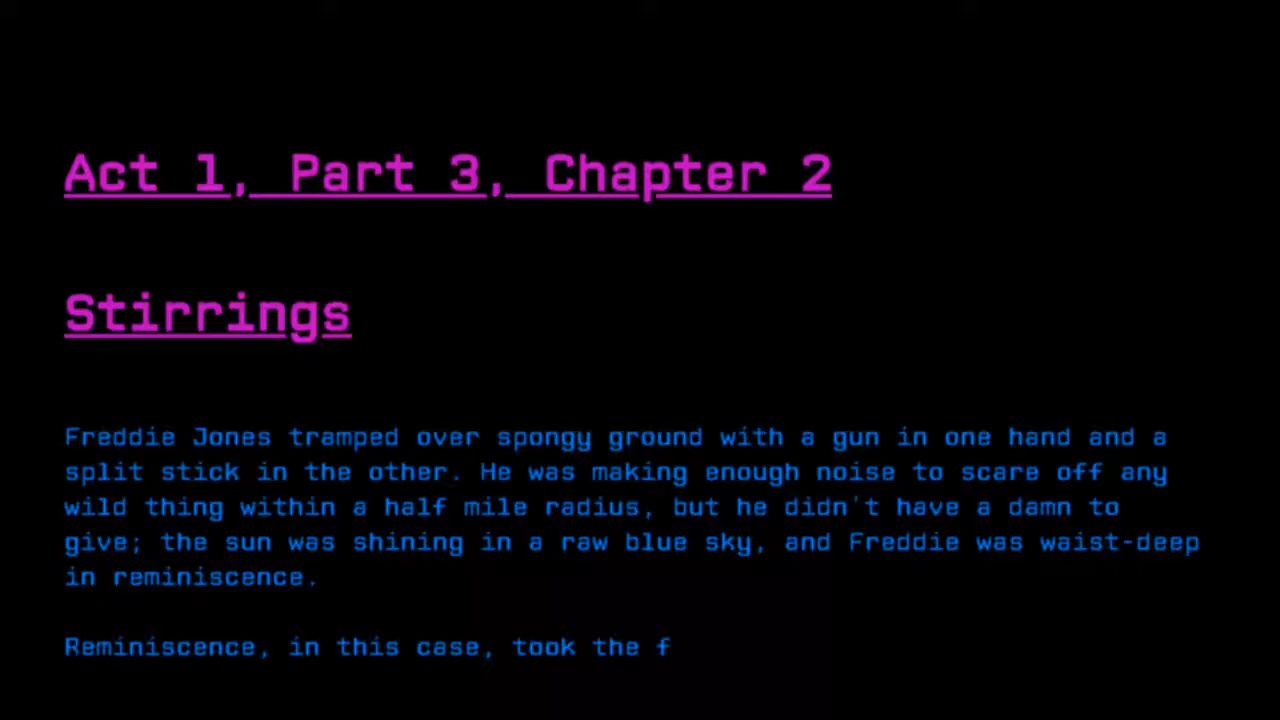 Act 1, Part 3, Chapter 2
Stirrings
Freddie Jones tramped over spongy ground with a gun in one hand and a
split stick in the other. He was making enough noise to scare off any
wild thing within a half mile radius, but he didn't have a damn to
give; the sun was shining in a raw blue sky, and Freddie was waist-deep
in reminiscence.
Reminiscence, in this case, took the f